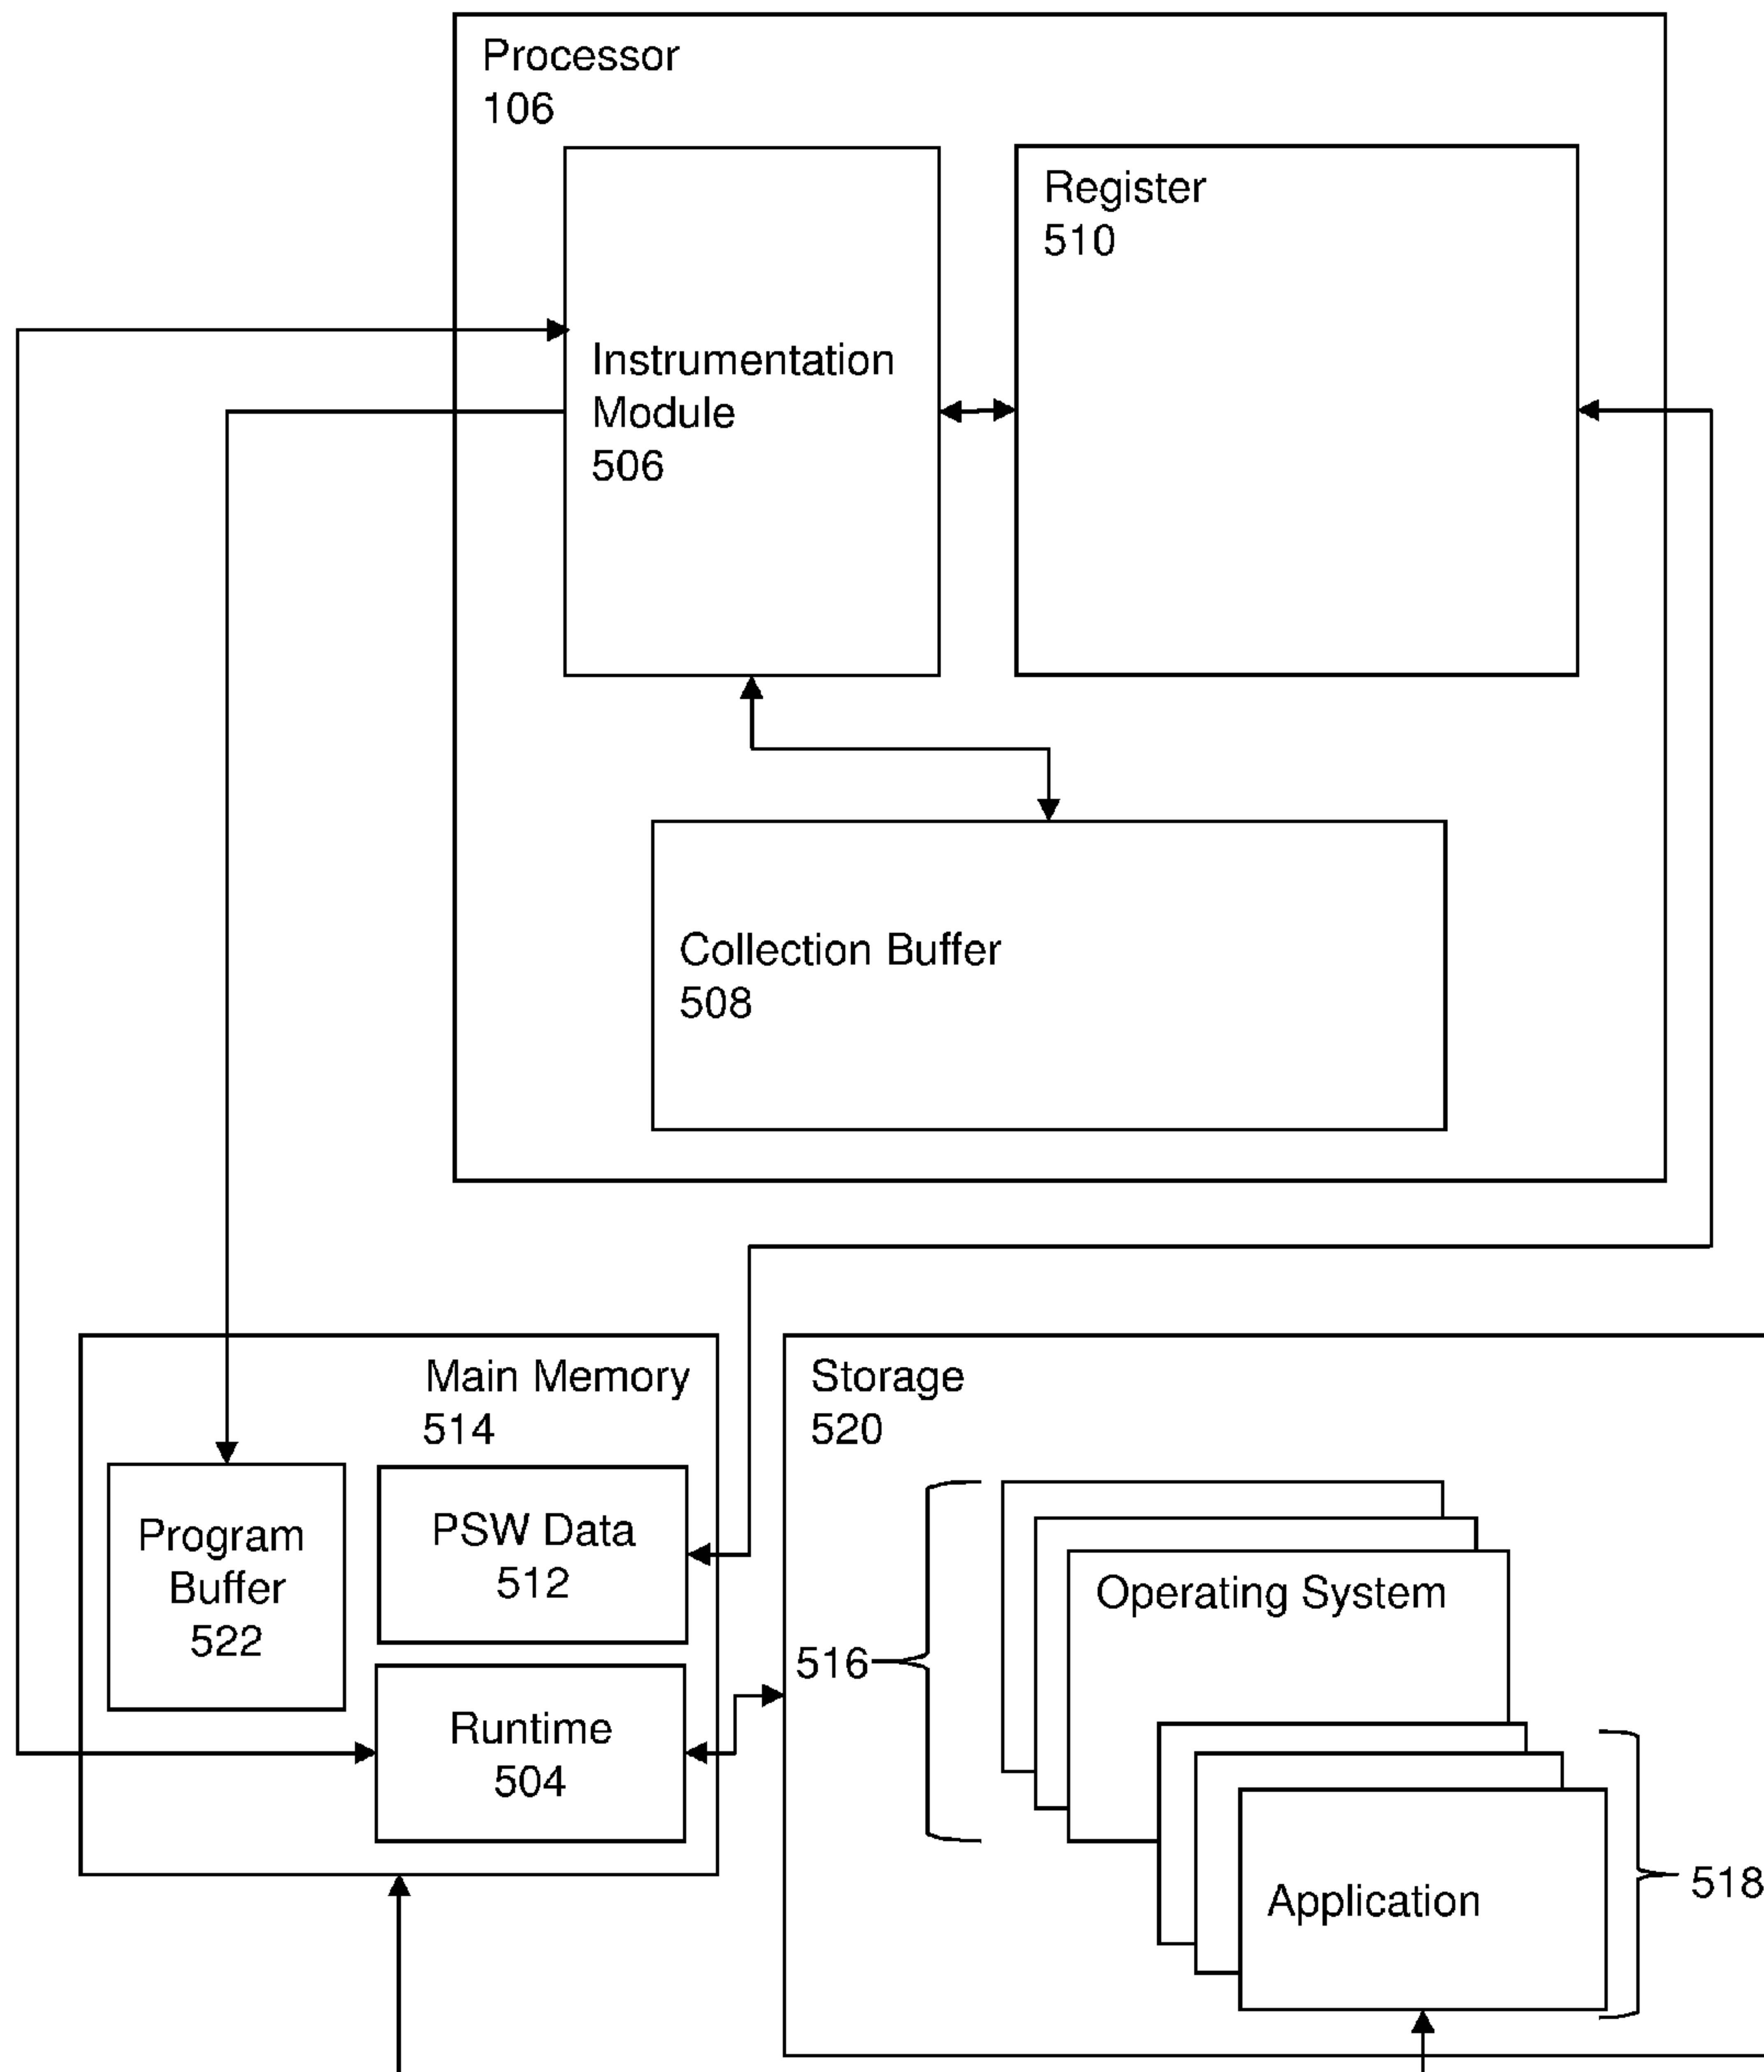 Processor
106
Register
510
Instrumentation
Module
506
Collection Buffer
508
Main Memory
514
Program
Buffer
522
PSW Data
512
Runtime
504
Storage
520
516
Operating System
Application
518